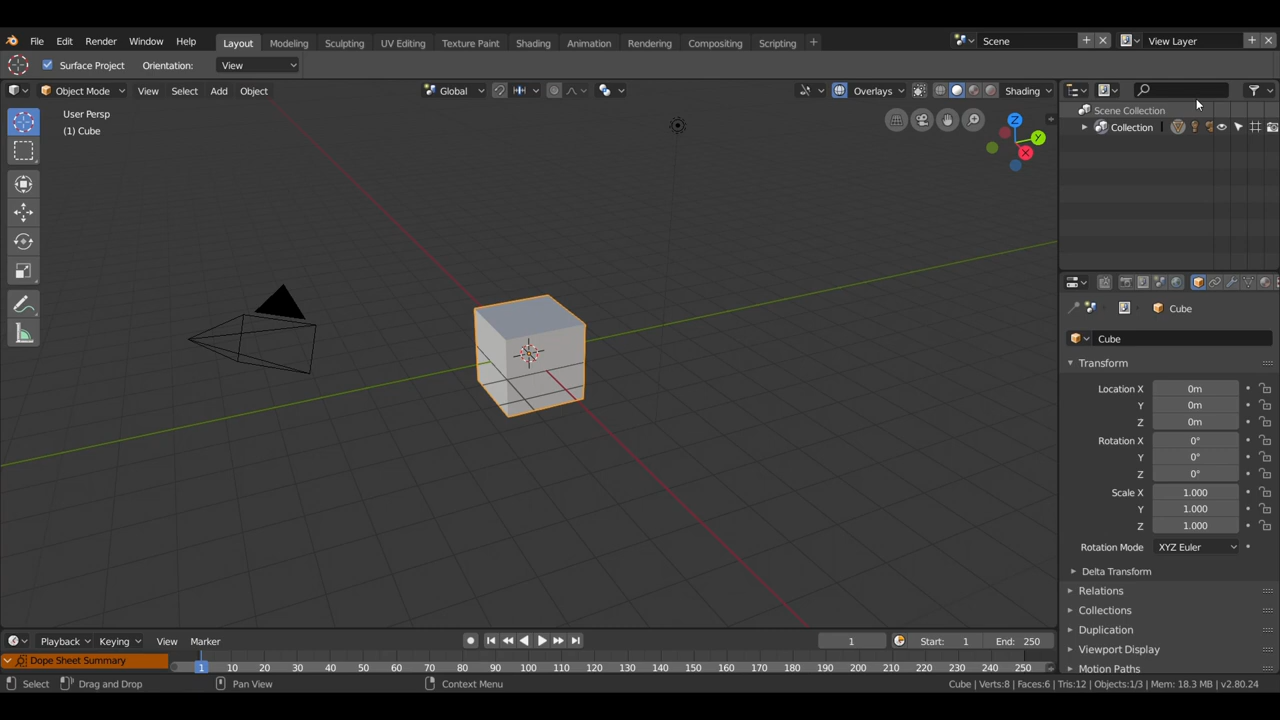 File Edit Render Window Help Layout Modeling Sculpting UV Editing Texture Paint Shading Animation Rendering Compositing Scripting + Scene View Layer
Surface Project Orientation: View
Object Mode View Select Add Object Global Overlays Shading
User Persp
(1) Cube
Z
Y
X
Scene Collection
Collection
Cube
Cube
Transform
Location X 0m
Y 0m
Z 0m
Rotation X 0°
Y 0°
Z 0°
Scale X 1.000
Y 1.000
Z 1.000
Rotation Mode XYZ Euler
Delta Transform
Relations
Collections
Duplication
Viewport Display
Motion Paths
Playback Keying View Marker 1 Start: 1 End: 250
Dope Sheet Summary 1 10 20 30 40 50 60 70 80 90 100 110 120 130 140 150 160 170 180 190 200 210 220 230 240 250
Select Drag and Drop Pan View Context Menu Cube | Verts:8 | Faces:6 | Tris:12 | Objects:1/3 | Mem: 18.3 MB | v2.80.24